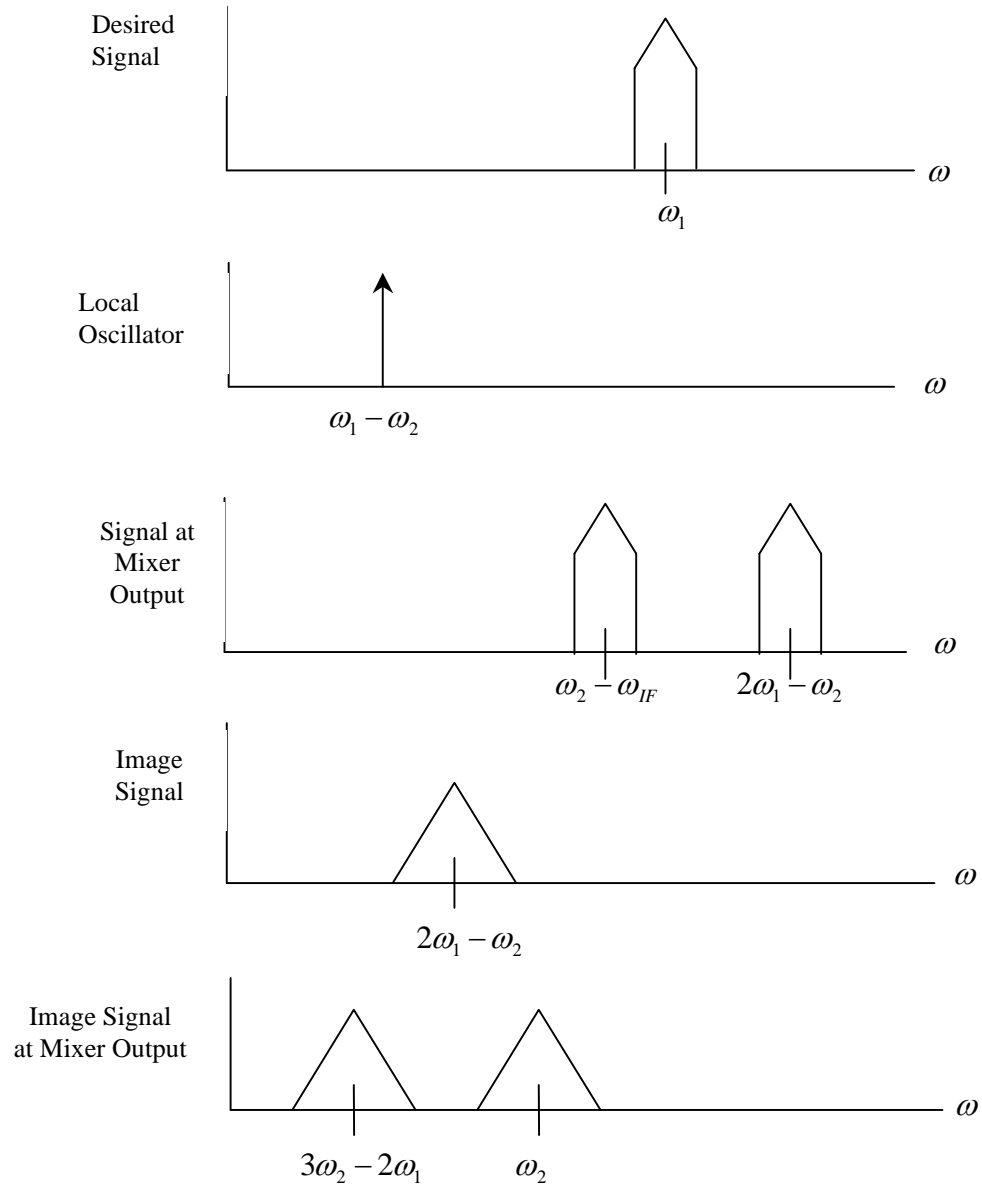 Desired
Signal
ω
ω₁
Local
Oscillator
ω
ω₁ − ω₂
Signal at
Mixer
Output
ω
ω₂ − ω_IF
2ω₁ − ω₂
Image
Signal
ω
2ω₁ − ω₂
Image Signal
at Mixer Output
ω
3ω₂ − 2ω₁
ω₂